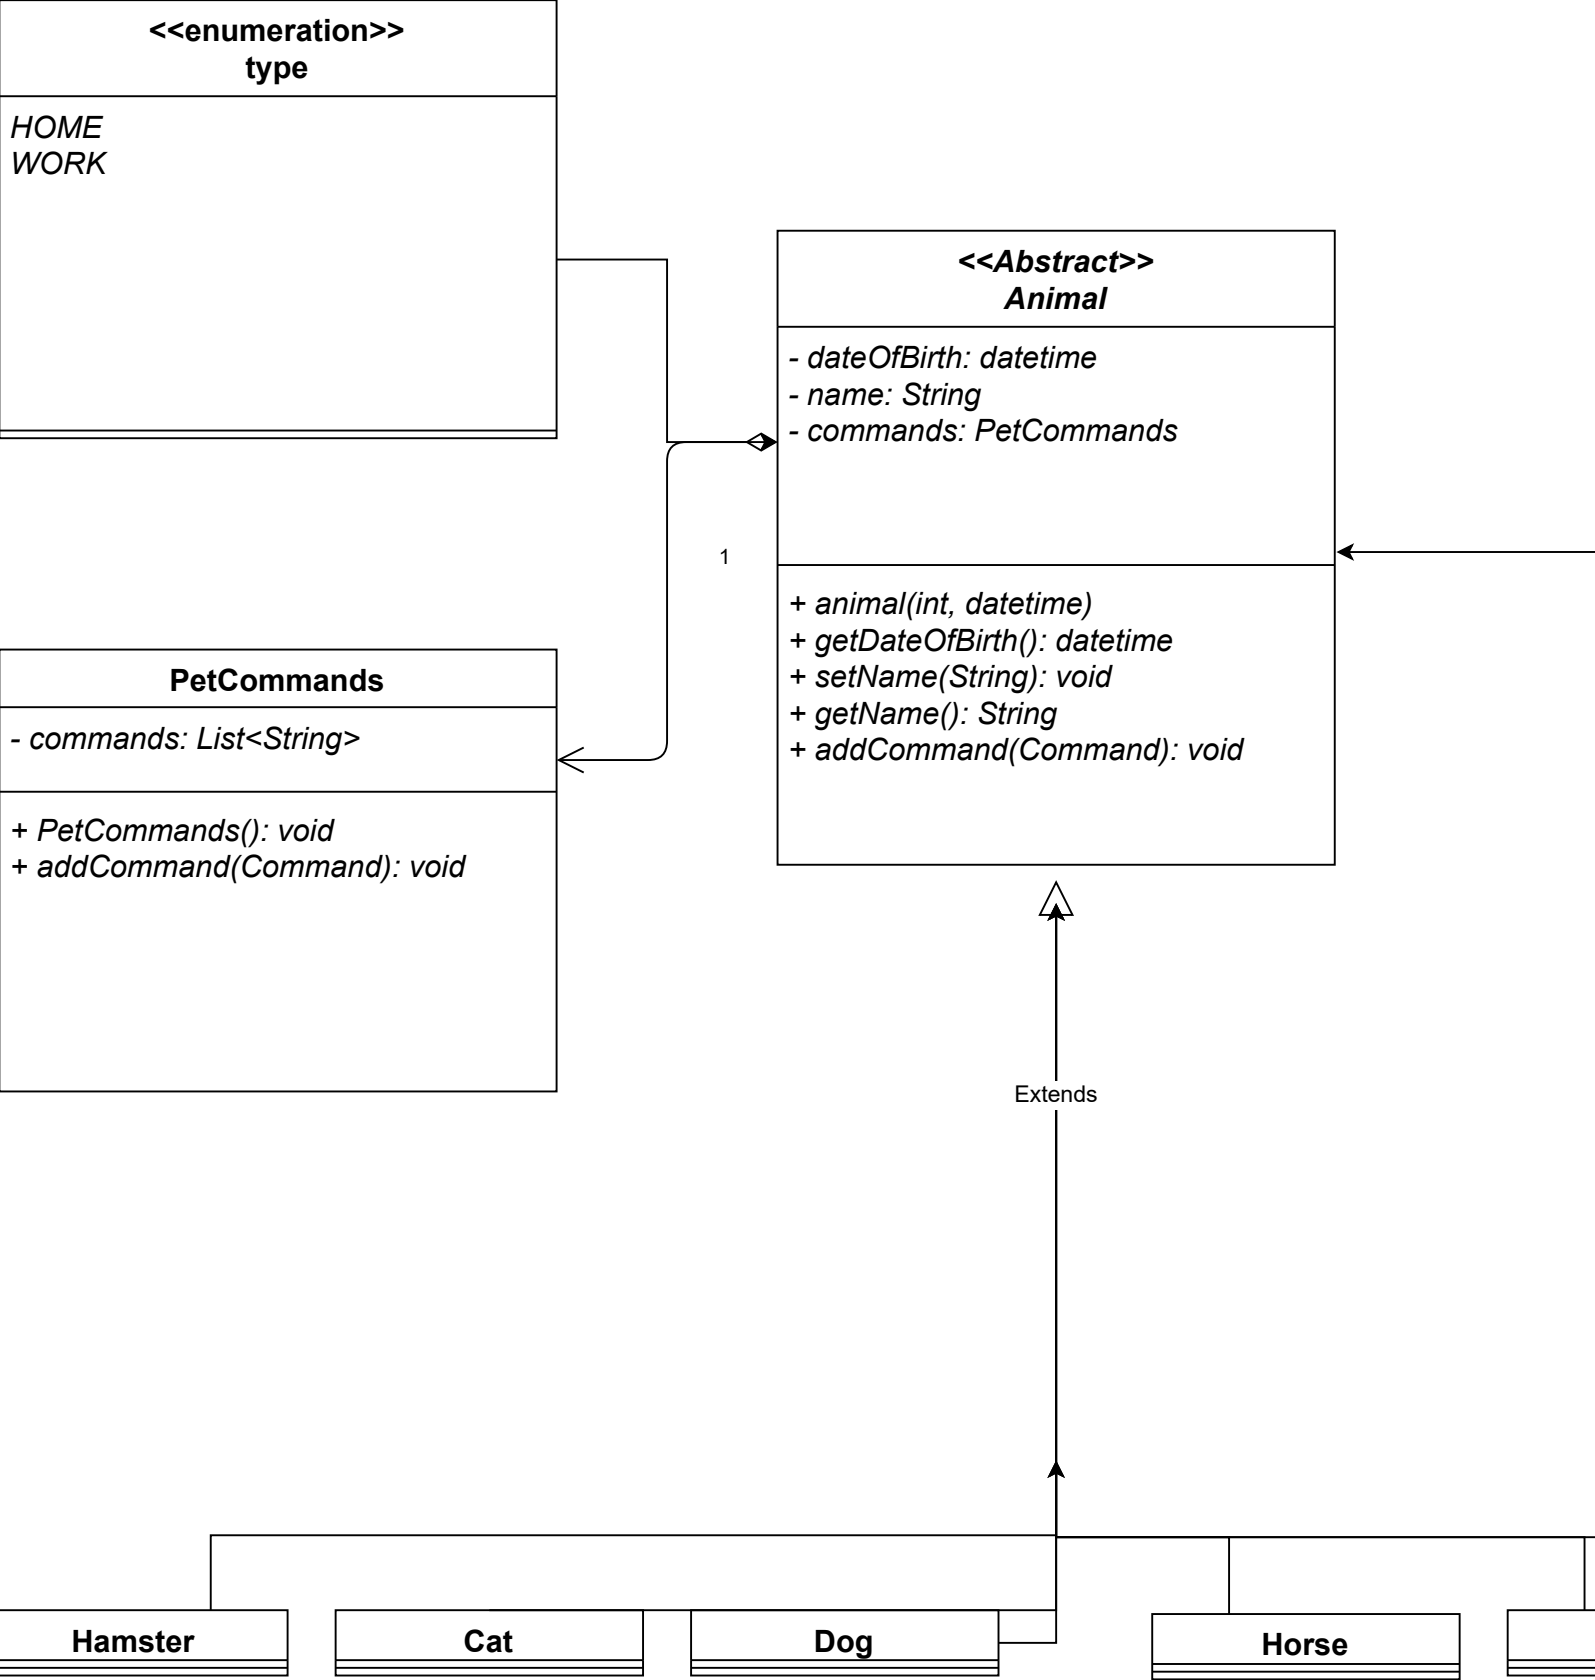 <<enumeration>>
type
HOME
WORK
<<Abstract>>
Animal
- dateOfBirth: datetime
- name: String
- commands: PetCommands
1
+ animal(int, datetime)
+ getDateOfBirth(): datetime
+ setName(String): void
+ getName(): String
+ addCommand(Command): void
PetCommands
- commands: List<String>
+ PetCommands(): void
+ addCommand(Command): void
Extends
Hamster
Cat
Dog
Horse